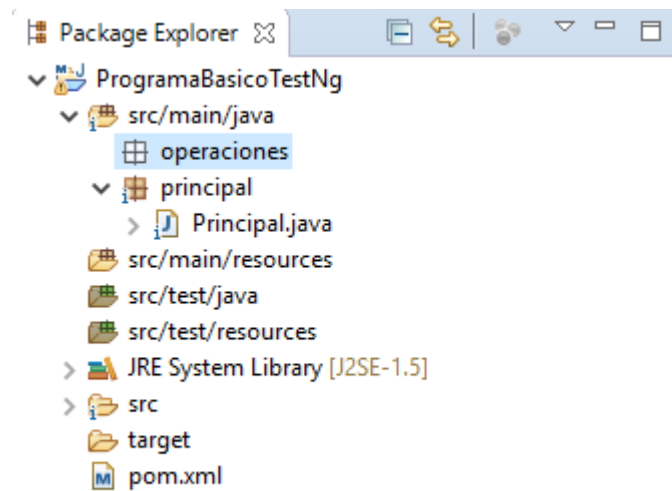 Package Explorer
ProgramaBasicoTestNg
src/main/java
operaciones
principal
Principal.java
src/main/resources
src/test/java
src/test/resources
JRE System Library [J2SE-1.5]
src
target
pom.xml